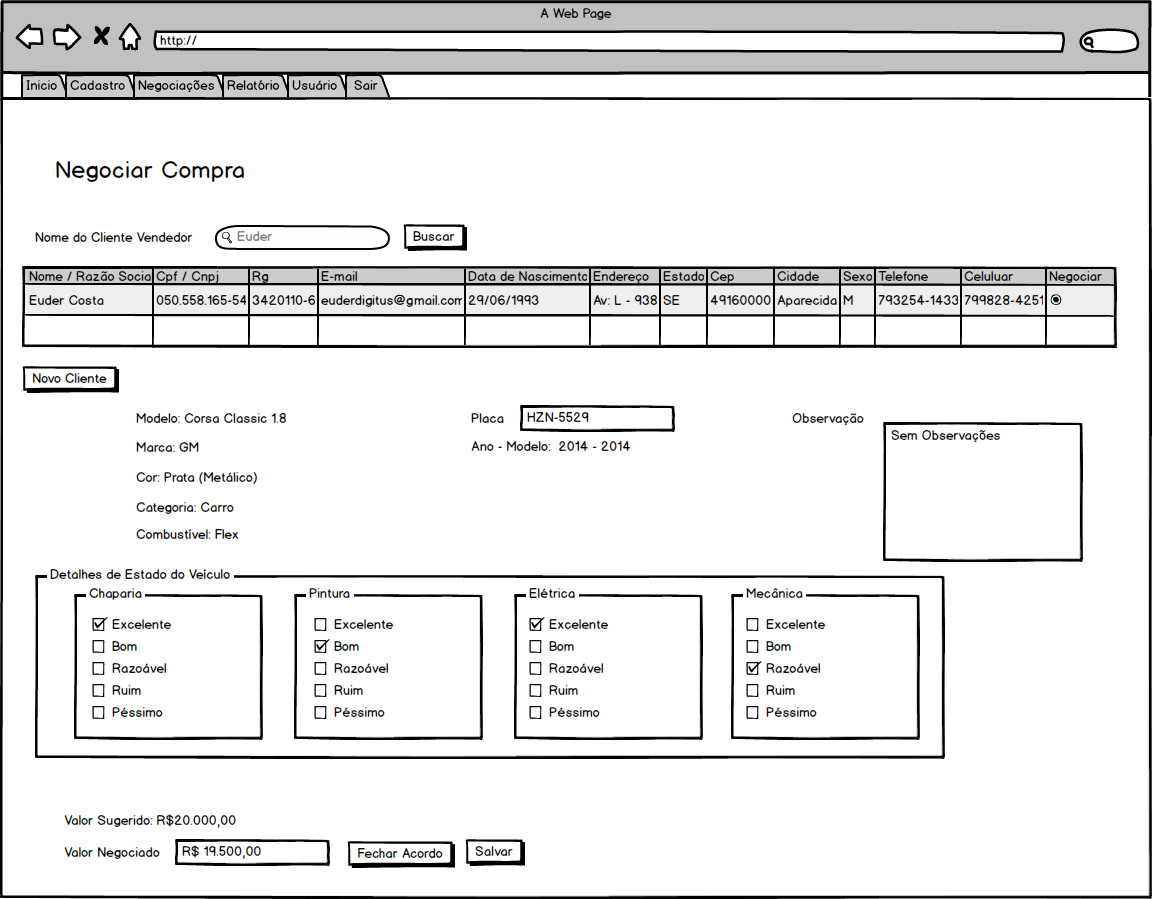 A Web Page
http://
Inicio Cadastro Negociações Relatório Usuário Sair
Negociar Compra
Nome do Cliente Vendedor Euder Buscar
Nome / Razão Socia Cpf / Cnpj Rg E-mail Data de Nascimento Endereço Estado Cep Cidade Sexo Telefone Celuluar Negociar
Euder Costa 050.558.165-54 3420110-6 euderdigitus@gmail.com 29/06/1993 Av: L - 938 SE 49160000 Aparecida M 793254-1433 799828-4251
Novo Cliente
Modelo: Corsa Classic 1.8 Placa HZN-5529 Observação
Sem Observações
Marca: GM Ano - Modelo: 2014 - 2014
Cor: Prata (Metálico)
Categoria: Carro
Combustível: Flex
Detalhes de Estado do Veículo
Chaparia Pintura Elétrica Mecânica
Excelente Excelente Excelente Excelente
Bom Bom Bom Bom
Razoável Razoável Razoável Razoável
Ruim Ruim Ruim Ruim
Péssimo Péssimo Péssimo Péssimo
Valor Sugerido: R$20.000,00
Valor Negociado R$ 19.500,00 Fechar Acordo Salvar